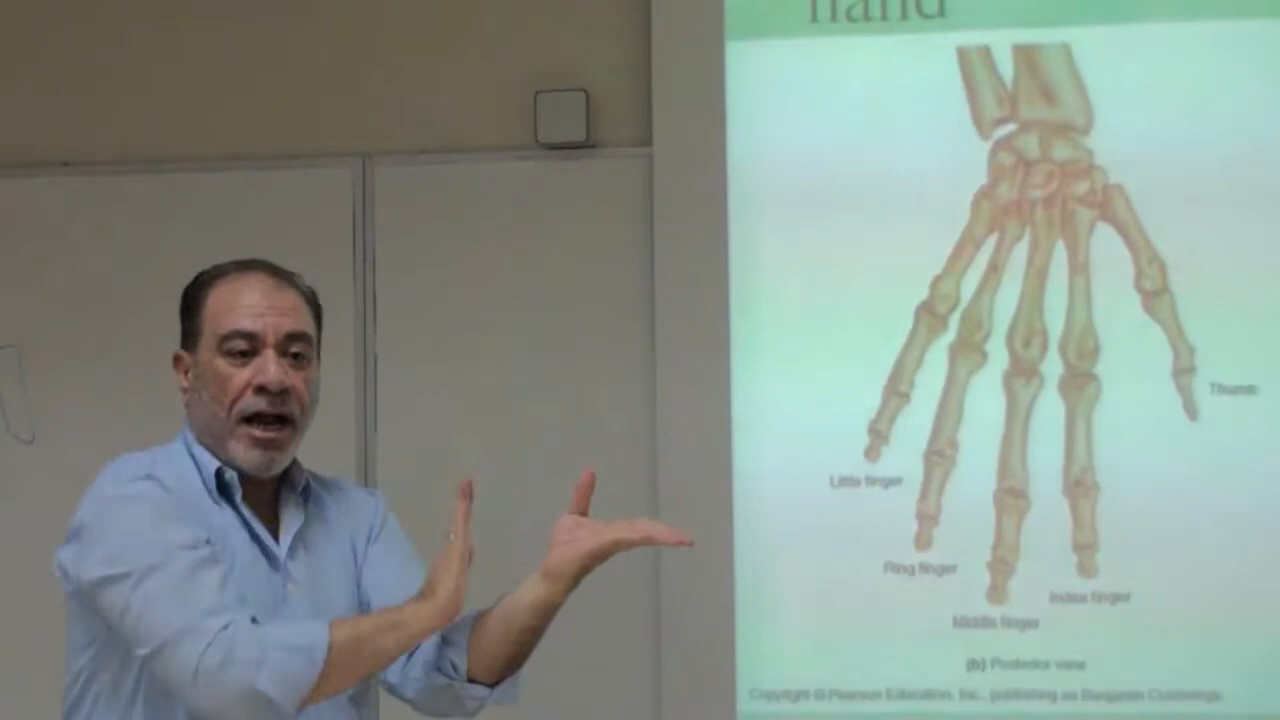 hand
Thumb
Little finger
Ring finger
Index finger
Middle finger
(b) Posterior view
Copyright © Pearson Education, Inc., publishing as Benjamin Cummings.